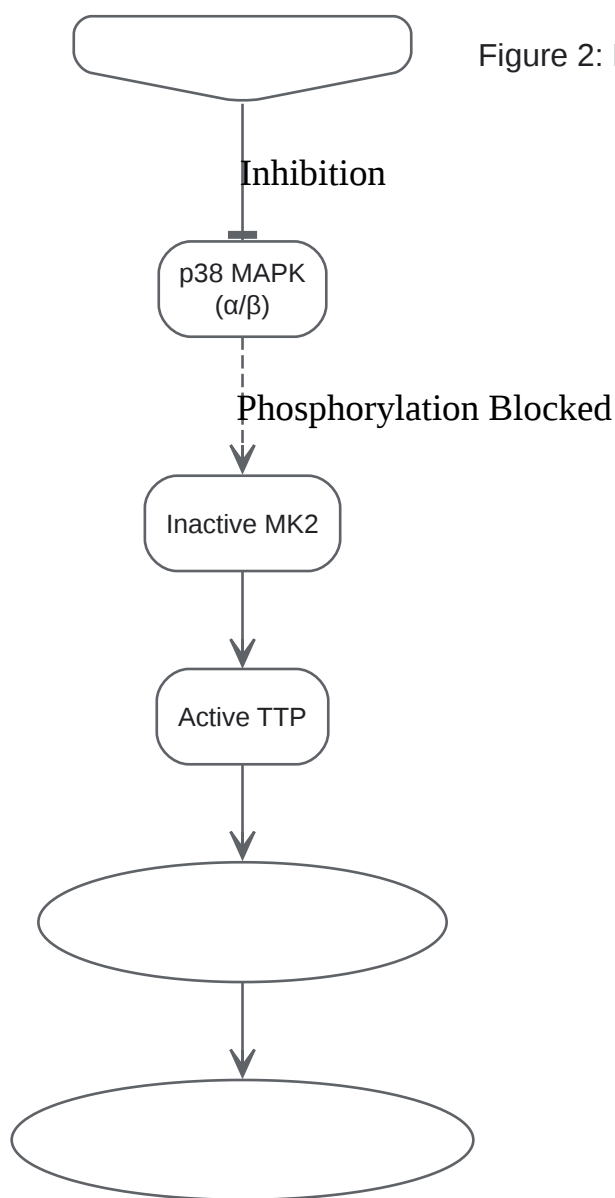 Figure 2:
Inhibition
p38 MAPK
(α/β)
Phosphorylation Blocked
Inactive MK2
Active TTP